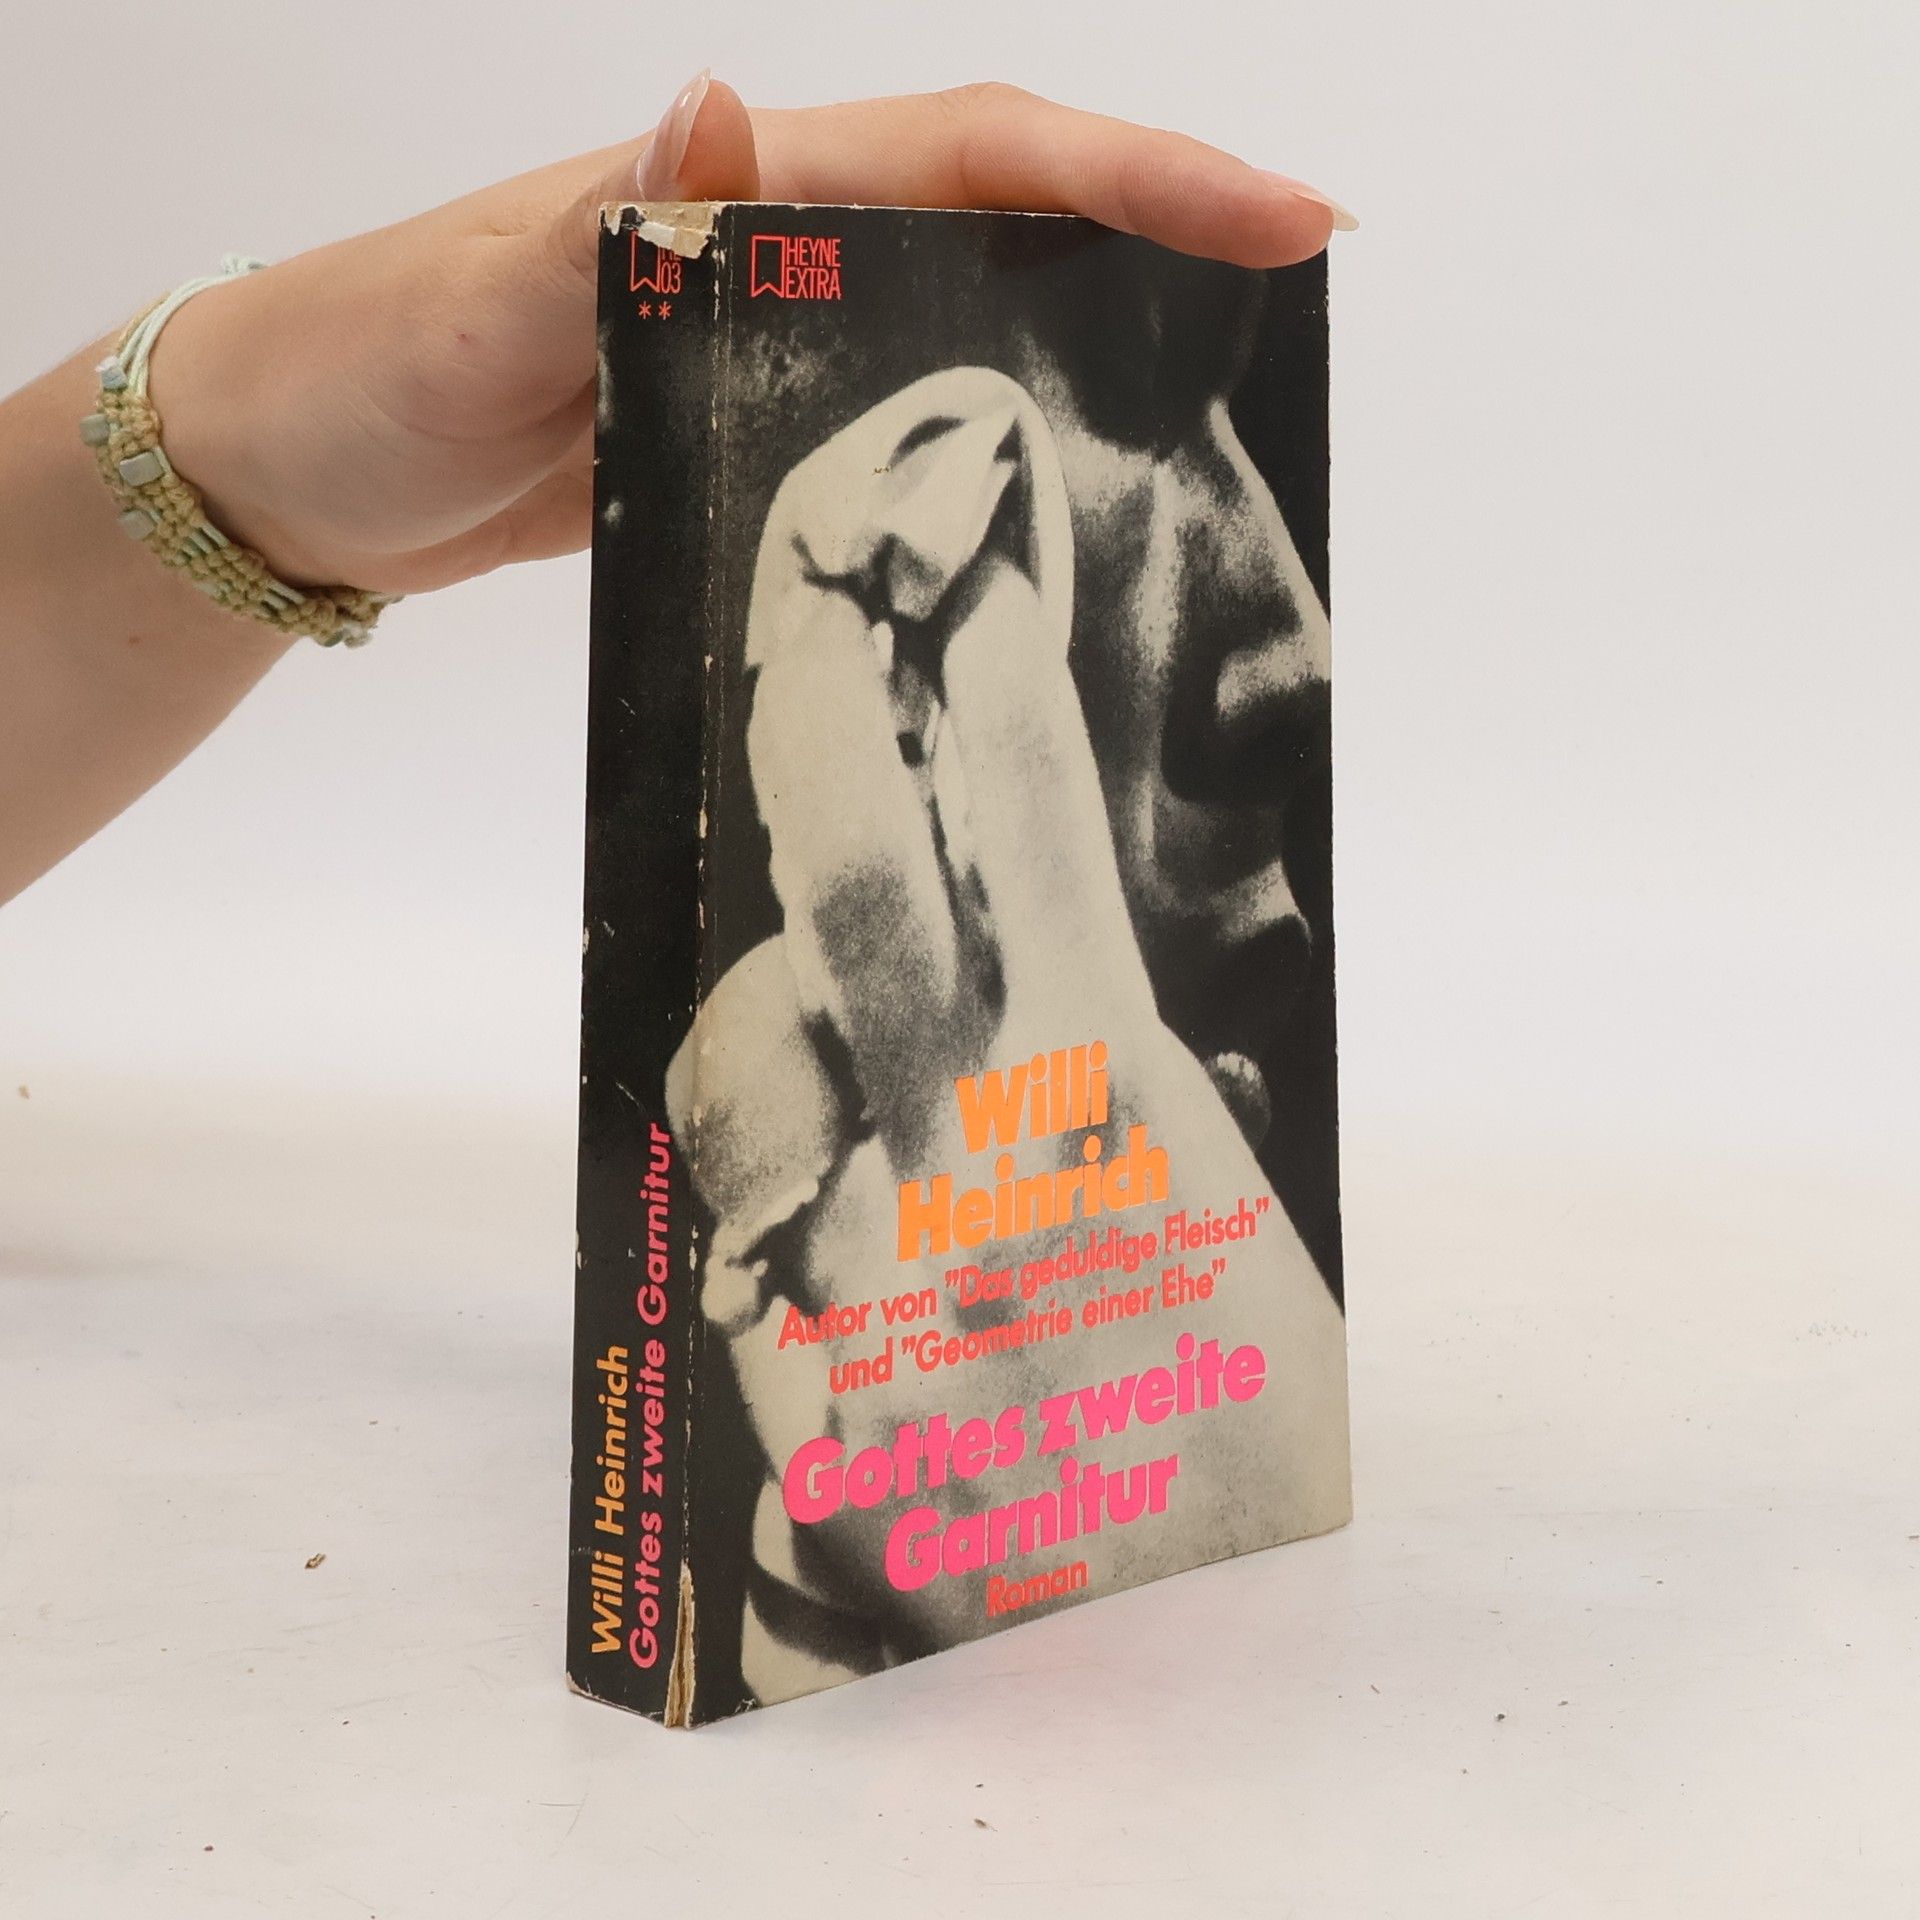 03
**
Willi Heinrich
Gottes zweite Garnitur
HEYNE
EXTRA
Willi
Heinrich
Autor von "Das geduldige Fleisch"
und "Geometrie einer Ehe"
Gottes zweite
Garnitur
Roman